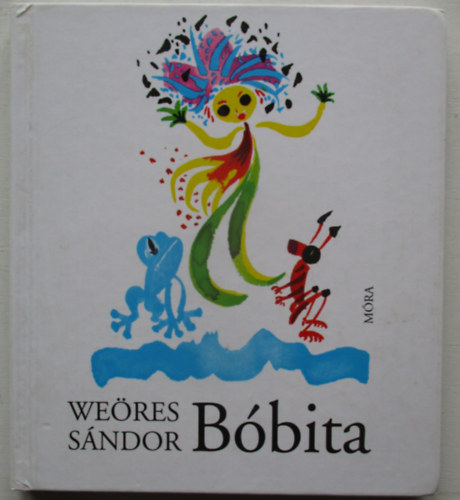 MÓRA
WEÖRES
SÁNDOR
Bóbita